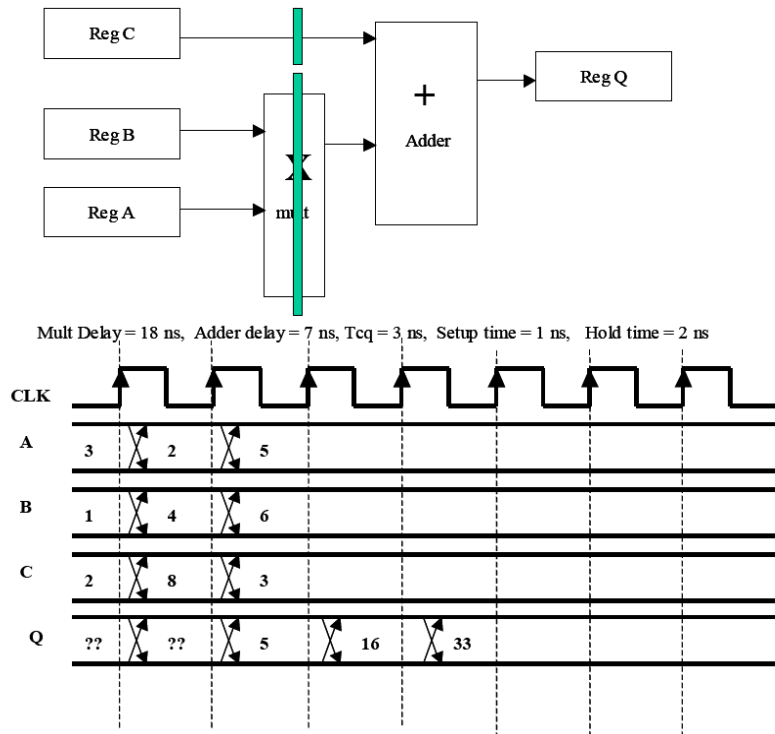 Reg C
Reg B
Reg A
X
mult
+
Adder
Reg Q
Mult Delay = 18 ns, Adder delay = 7 ns, Tcq = 3 ns, Setup time = 1 ns, Hold time = 2 ns
CLK
A 3 2 5
B 1 4 6
C 2 8 3
Q ?? ?? 5 16 33